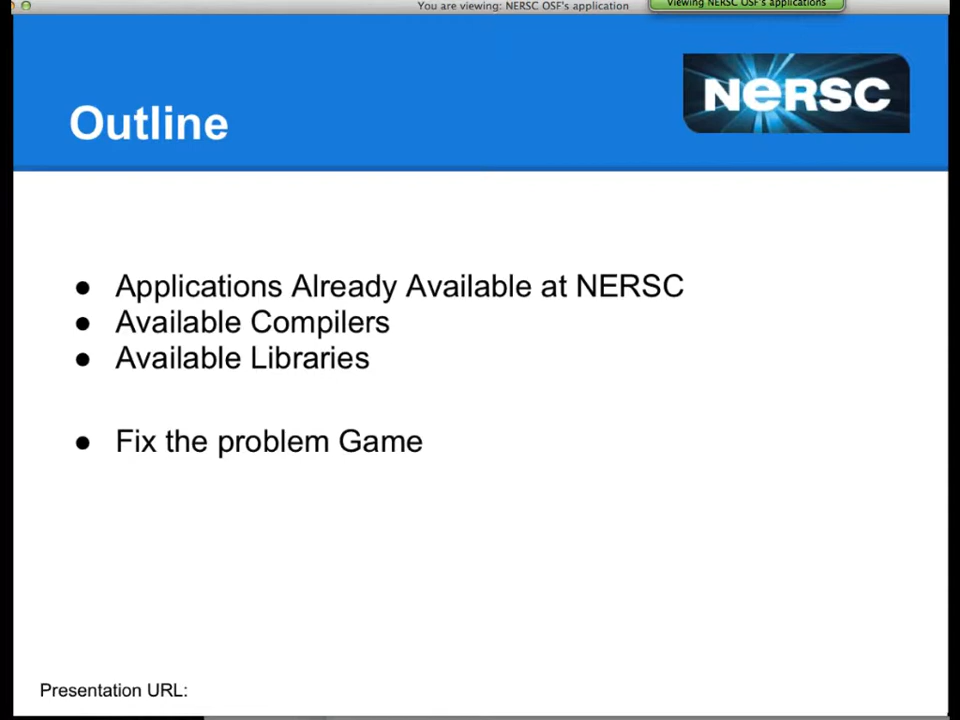 You are viewing: NERSC OSF's application
Viewing NERSC OSF's applications
NERSC
Outline
● Applications Already Available at NERSC
● Available Compilers
● Available Libraries
● Fix the problem Game
Presentation URL: